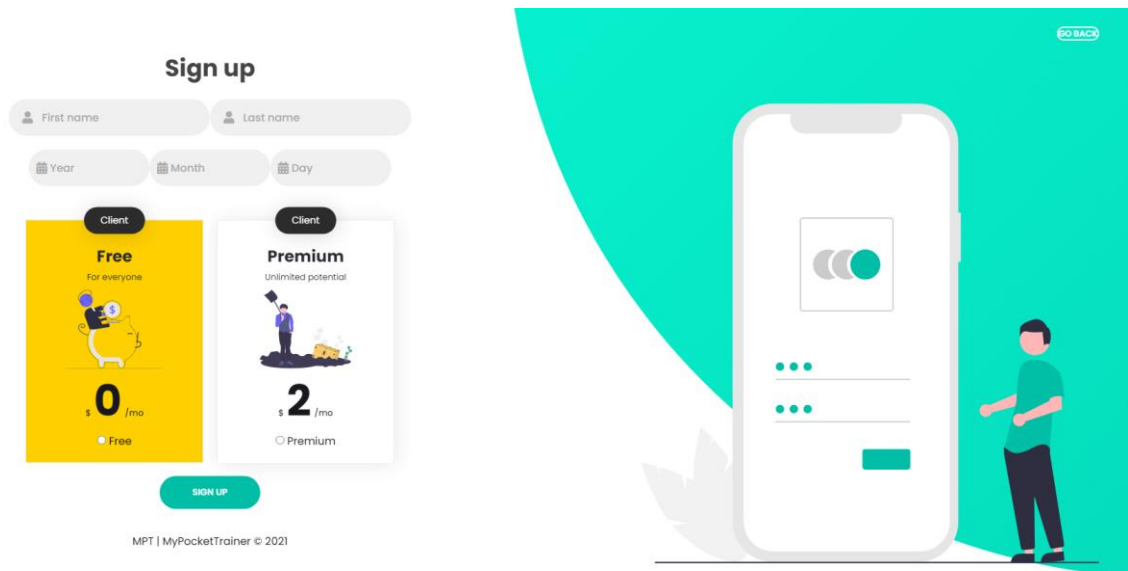 GO BACK
Sign up
First name
Last name
Year
Month
Day
Client
Free
For everyone
$
$ 0 /mo
Free
Client
Premium
Unlimited potential
$ 2 /mo
Premium
SIGN UP
MPT | MyPocketTrainer © 2021